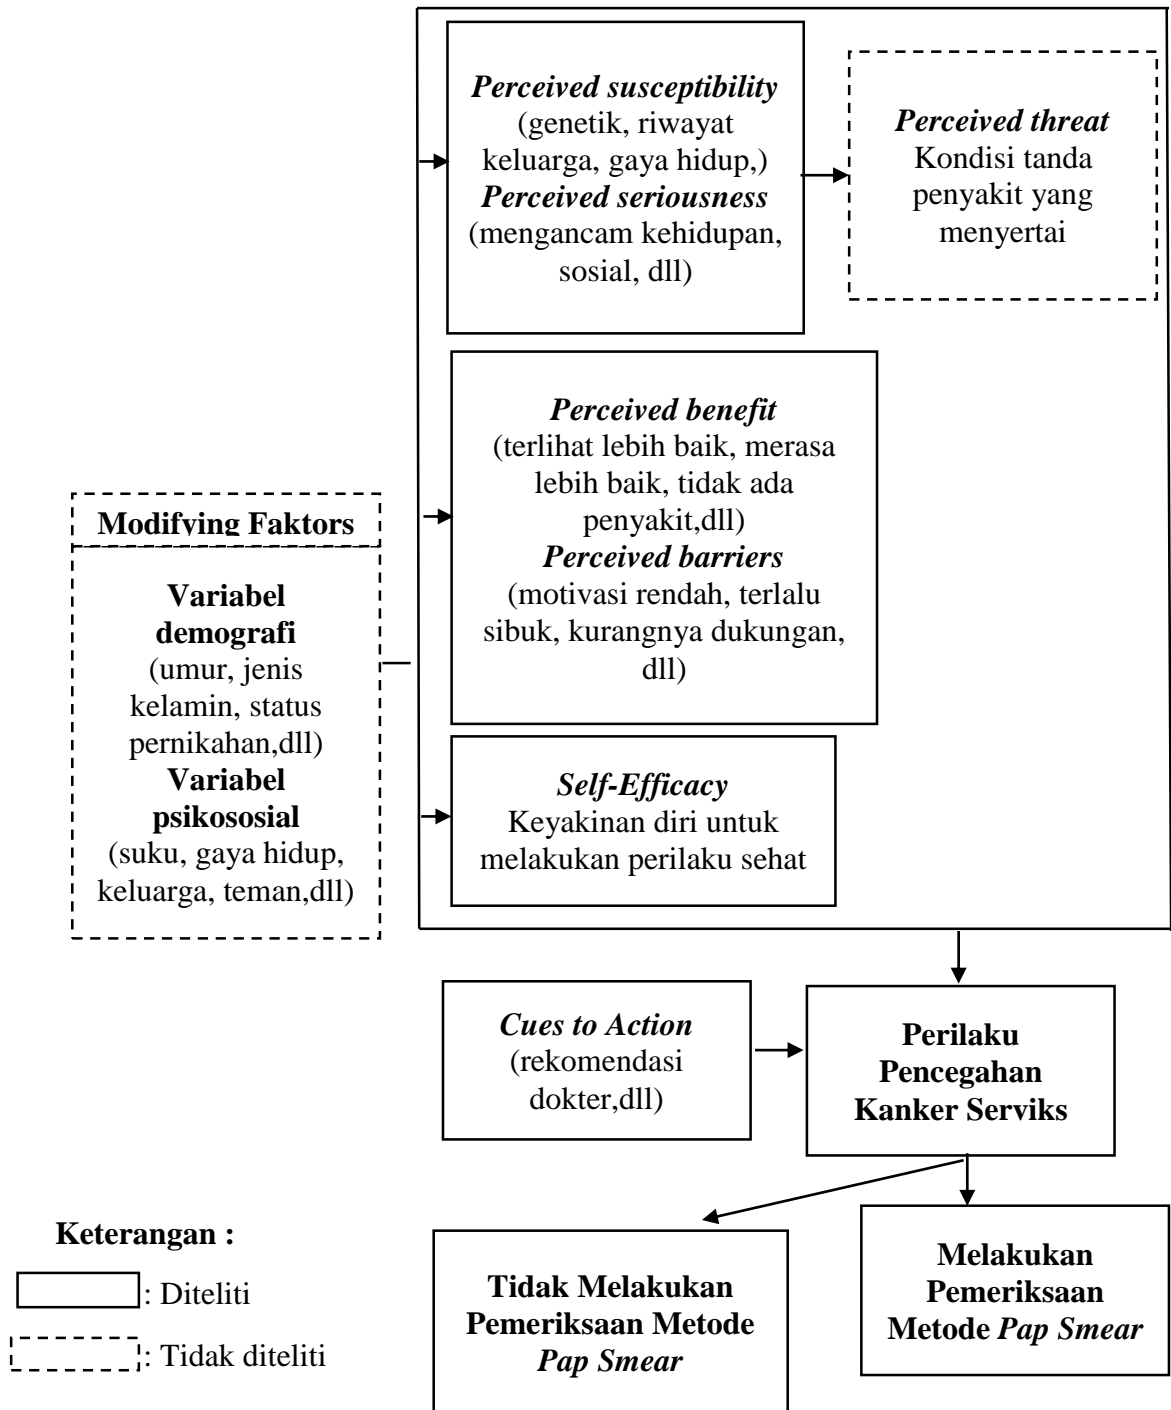 Perceived susceptibility
(genetik, riwayat
keluarga, gaya hidup,)
Perceived seriousness
(mengancam kehidupan,
sosial, dll)
Perceived threat
Kondisi tanda
penyakit yang
menyertai
Perceived benefit
(terlihat lebih baik, merasa
lebih baik, tidak ada
penyakit,dll)
Perceived barriers
(motivasi rendah, terlalu
sibuk, kurangnya dukungan,
dll)
Modifying Faktors
Variabel
demografi
(umur, jenis
kelamin, status
pernikahan,dll)
Variabel
psikososial
(suku, gaya hidup,
keluarga, teman,dll)
Self-Efficacy
Keyakinan diri untuk
melakukan perilaku sehat
Cues to Action
(rekomendasi
dokter,dll)
Perilaku
Pencegahan
Kanker Serviks
Keterangan :
: Diteliti
: Tidak diteliti
Tidak Melakukan
Pemeriksaan Metode
Pap Smear
Melakukan
Pemeriksaan
Metode Pap Smear